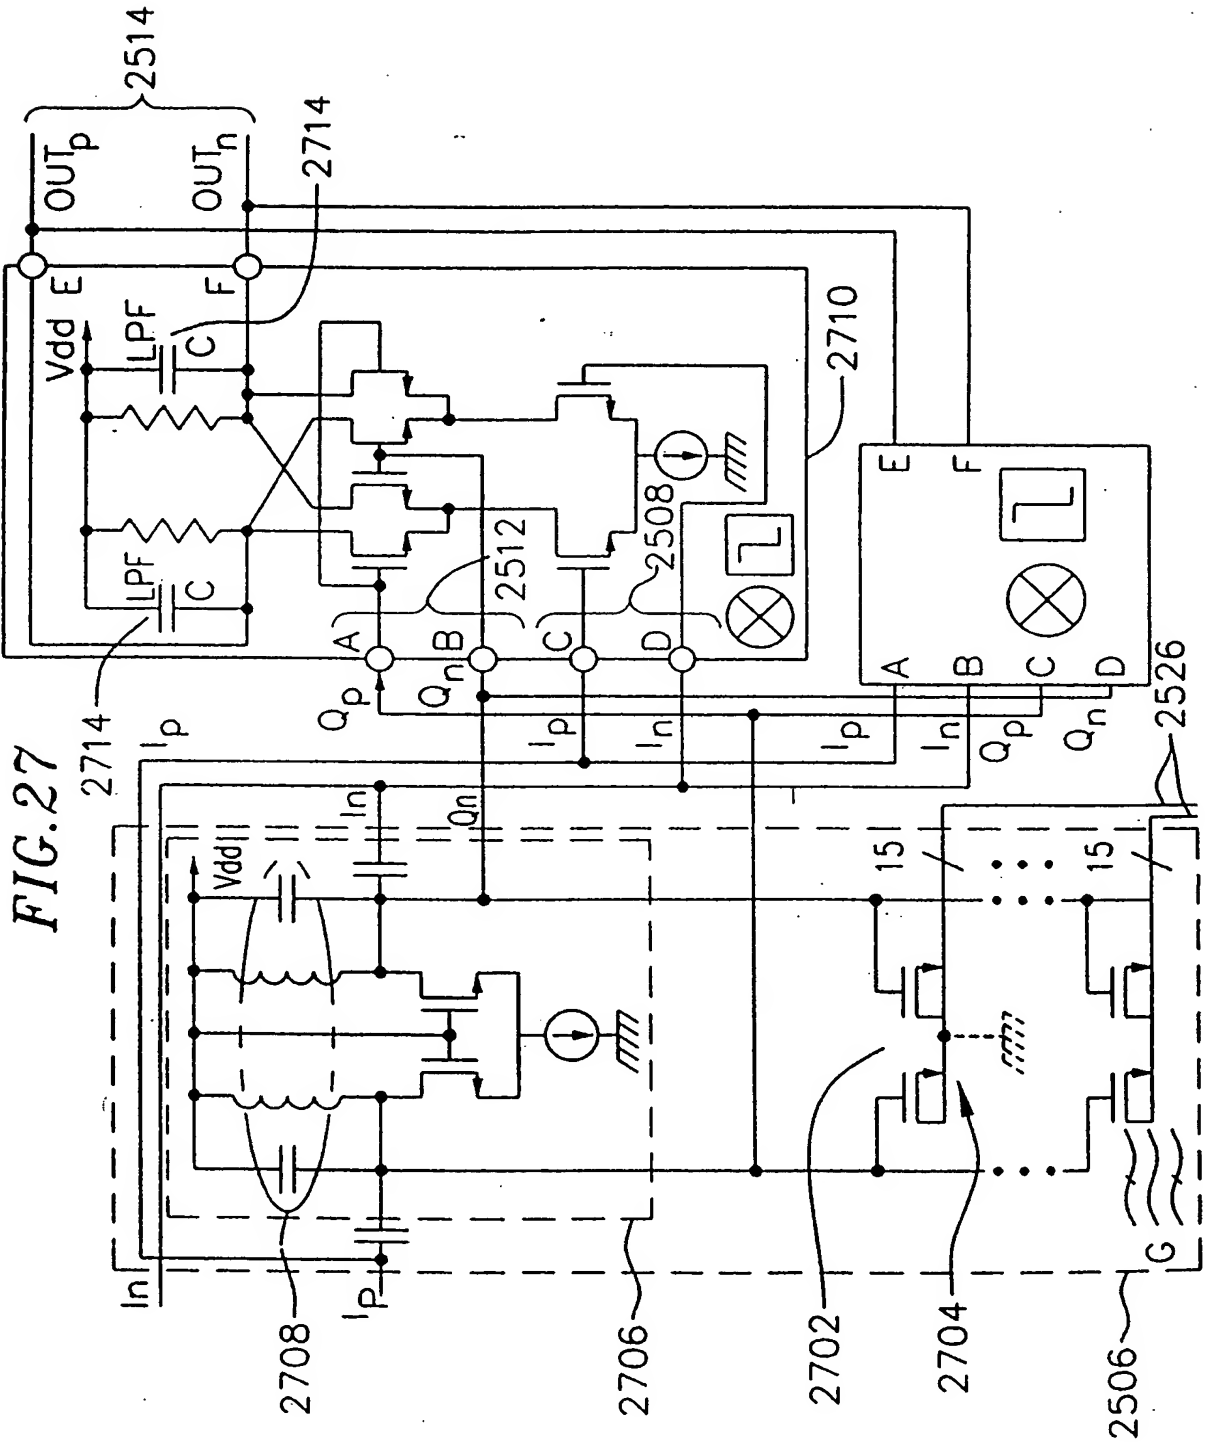 FIG.27
2514
OUTp
OUTn
E
F
2714
Vdd
LPF
C
LPF
C
2714
2710
A
B
C
D
2512
2508
Qp
Qn
Ip
In
E
F
A
B
C
D
Ip
In
Qp
Qn
2526
Ip
In
Qn
Vdd
In
Ip
2708
2706
15
15
2702
2704
G
2506